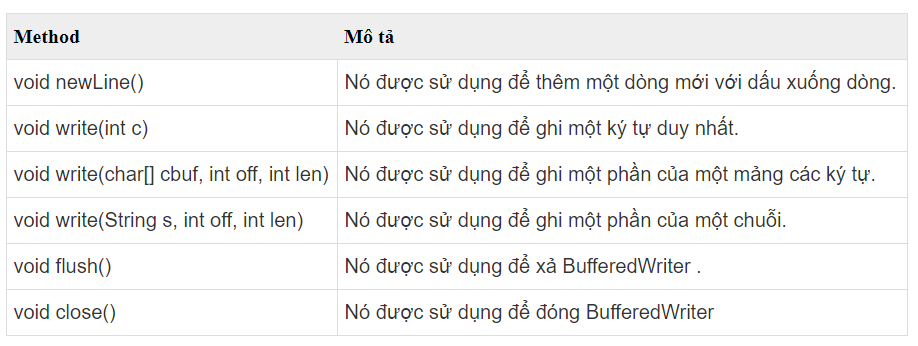 Method Mô tả
void newLine() Nó được sử dụng để thêm một dòng mới với dấu xuống dòng.
void write(int c) Nó được sử dụng để ghi một ký tự duy nhất.
void write(char[] cbuf, int off, int len) Nó được sử dụng để ghi một phần của một mảng các ký tự.
void write(String s, int off, int len) Nó được sử dụng để ghi một phần của một chuỗi.
void flush() Nó được sử dụng để xả BufferedWriter .
void close() Nó được sử dụng để đóng BufferedWriter